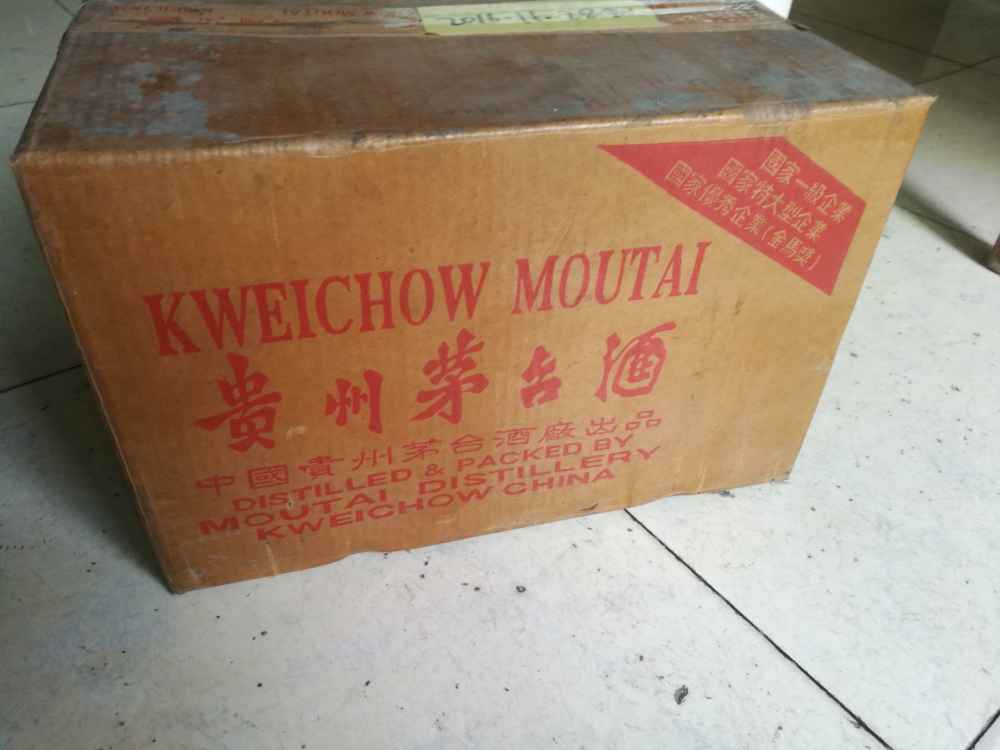 國家一級企業
國家特大型企業
國家優秀企業(金馬獎)
KWEICHOW MOUTAI
貴州茅台酒
中國貴州茅台酒廠出品
DISTILLED & PACKED BY
MOUTAI DISTILLERY
KWEICHOW CHINA